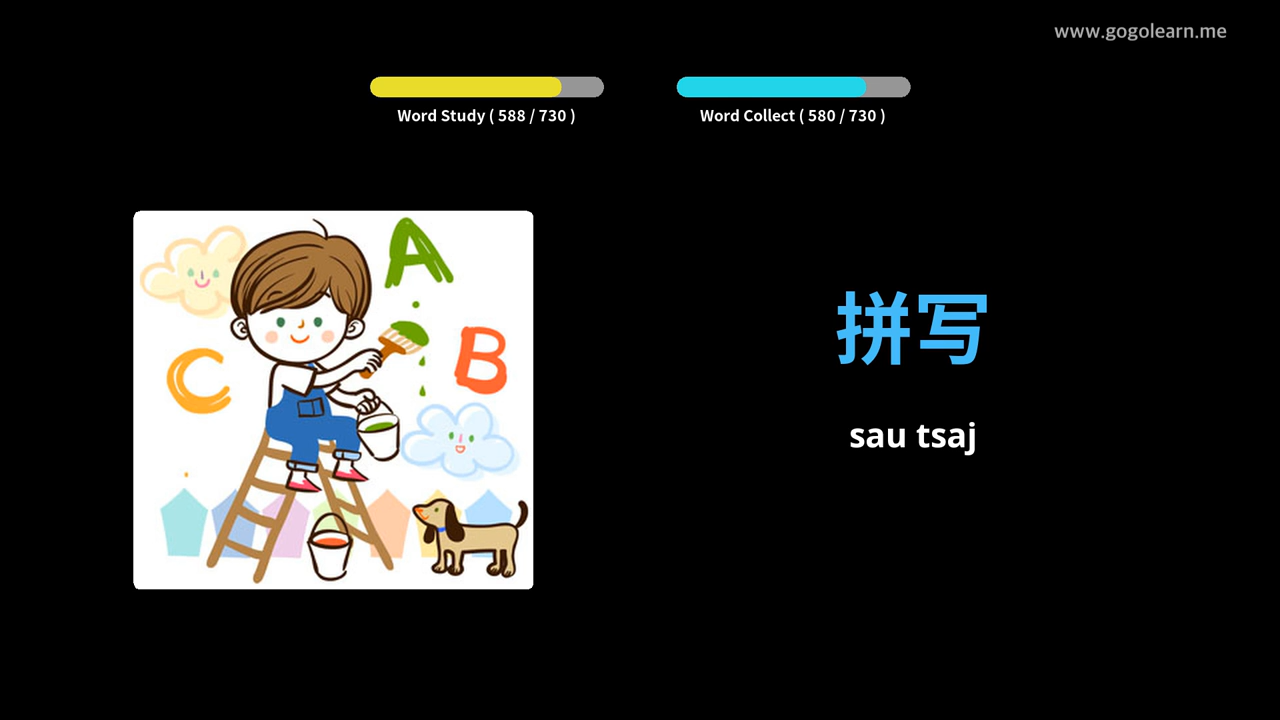 www.gogolearn.me
Word Study ( 588 / 730 )
Word Collect ( 580 / 730 )
A
B
C
拼写
sau tsaj